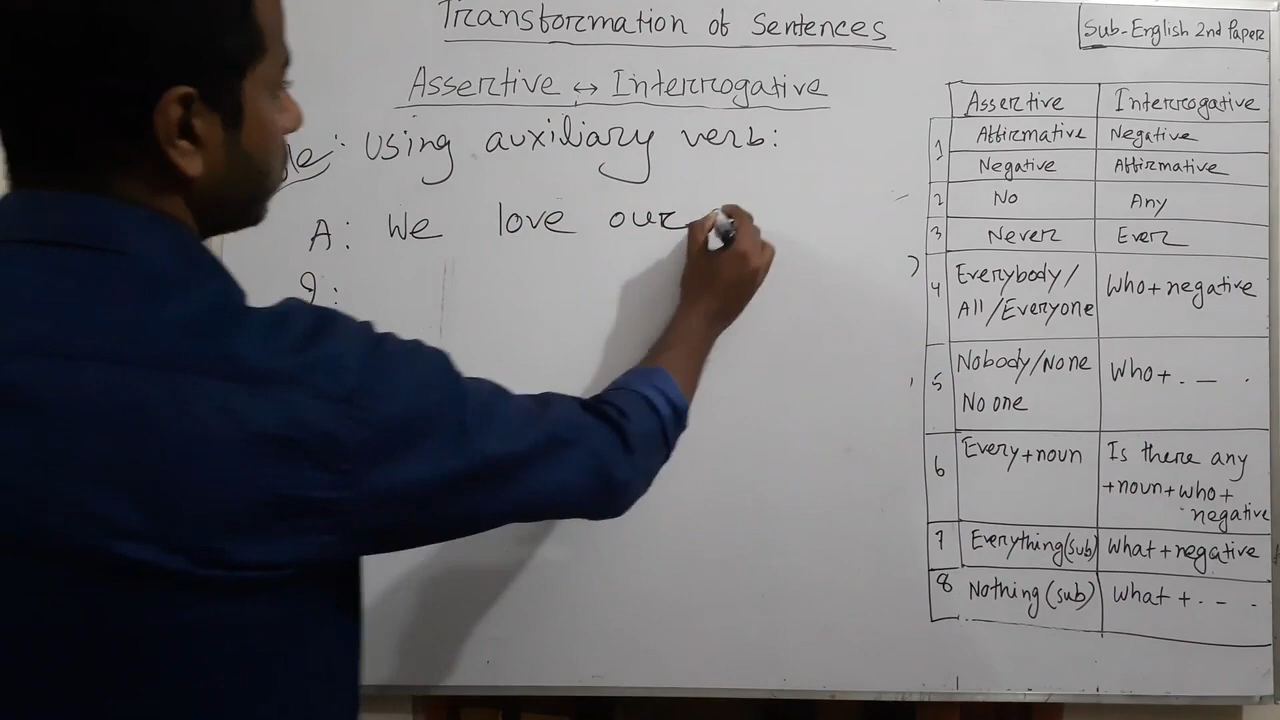 Transformation of Sentences
Sub-English 2nd Paper
Assertive ↔ Interrogative
: Using auxiliary verb:
A: We love our
I:
Assertive Interrogative
1 Affirmative Negative
Negative Affirmative
2 No Any
3 Never Ever
4 Everybody/ Who+negative
All/Everyone
5 Nobody/None Who+. — .
No one
6 Every+noun Is there any
+noun+who+
negative
7 Everything(sub) What+negative
8 Nothing (sub) What +. - .